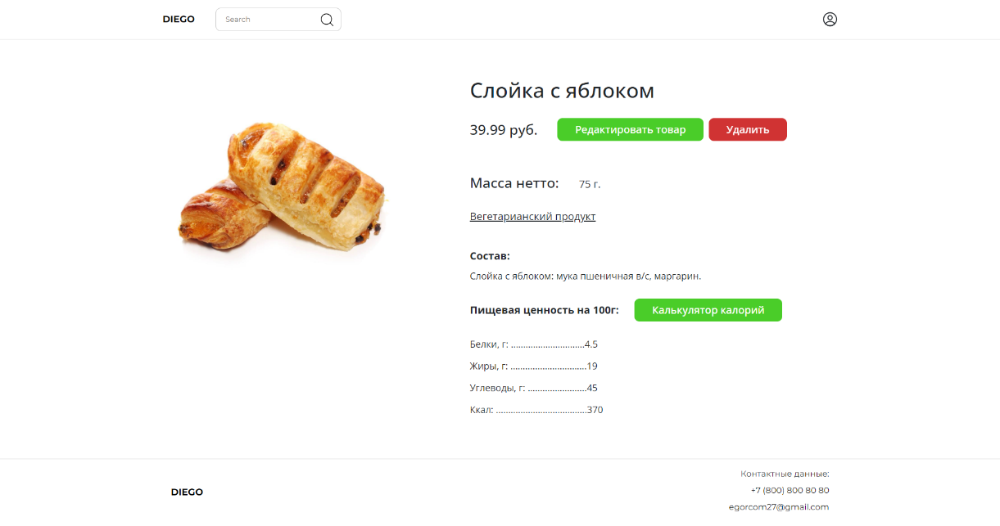 DIEGO
Search
Слойка с яблоком
39.99 руб.
Редактировать товар
Удалить
Масса нетто: 75 г.
Вегетарианский продукт
Состав:
Слойка с яблоком: мука пшеничная в/с, маргарин.
Пищевая ценность на 100г:
Калькулятор калорий
Белки, г: ..............................4.5
Жиры, г: ...............................19
Углеводы, г: ........................45
Ккал: .....................................370
DIEGO
Контактные данные:
+7 (800) 800 80 80
egorcom27@gmail.com